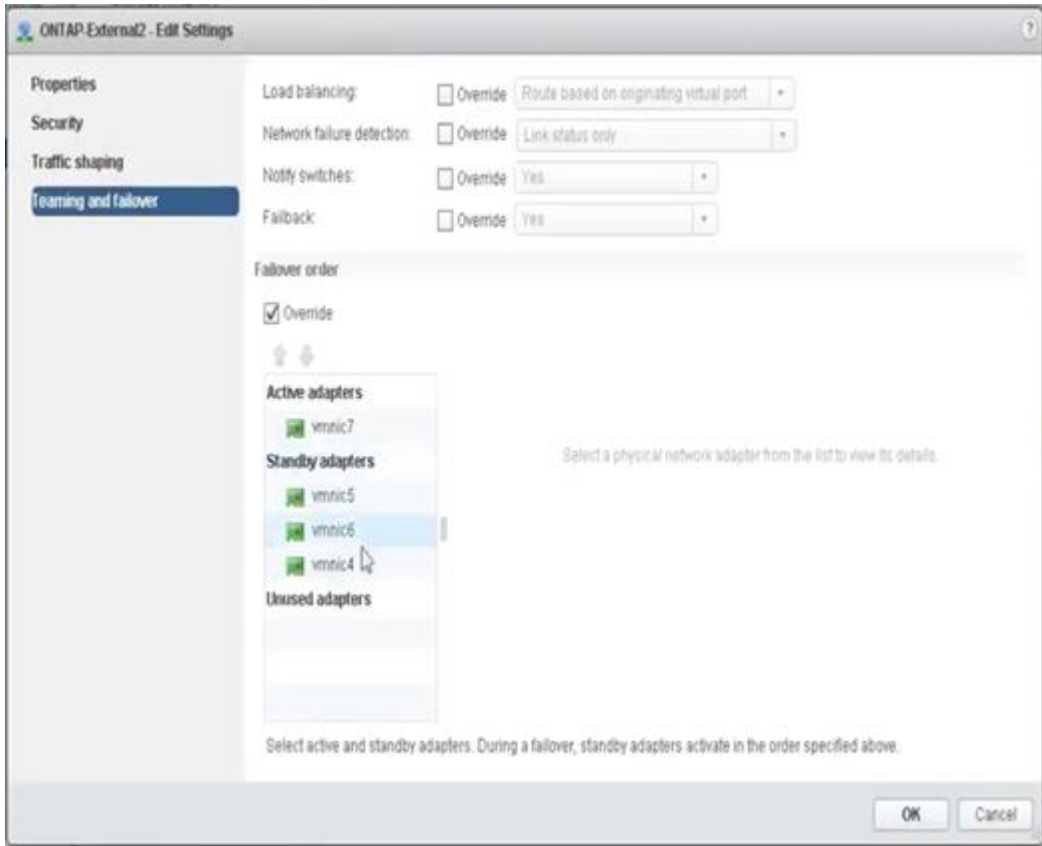 ONTAP-External2 - Edit Settings
?
Properties
Security
Traffic shaping
Teaming and failover
Load balancing: Override Route based on originating virtual port
Network failure detection: Override Link status only
Notify switches: Override Yes
Failback: Override Yes
Failover order
Override
Active adapters
vmnic7
Standby adapters
vmnic5
vmnic6
vmnic4
Unused adapters
Select a physical network adapter from the list to view its details.
Select active and standby adapters. During a failover, standby adapters activate in the order specified above.
OK Cancel